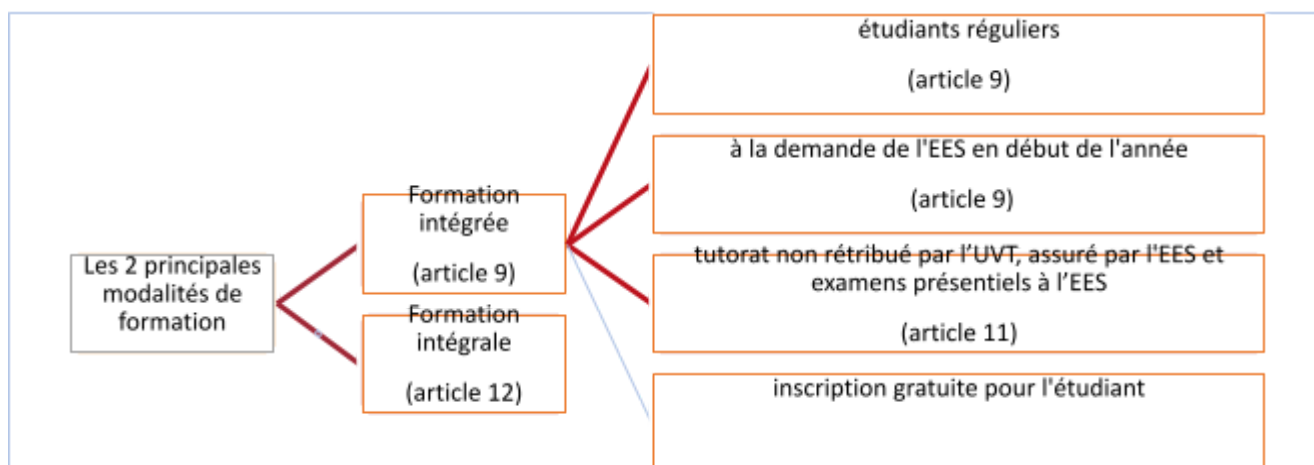 Les 2 principales
modalités de
formation
Formation
intégrée
(article 9)
Formation
intégrale
(article 12)
étudiants réguliers
(article 9)
à la demande de l'EES en début de l'année
(article 9)
tutorat non rétribué par l’UVT, assuré par l'EES et
examens présentiels à l’EES
(article 11)
inscription gratuite pour l'étudiant